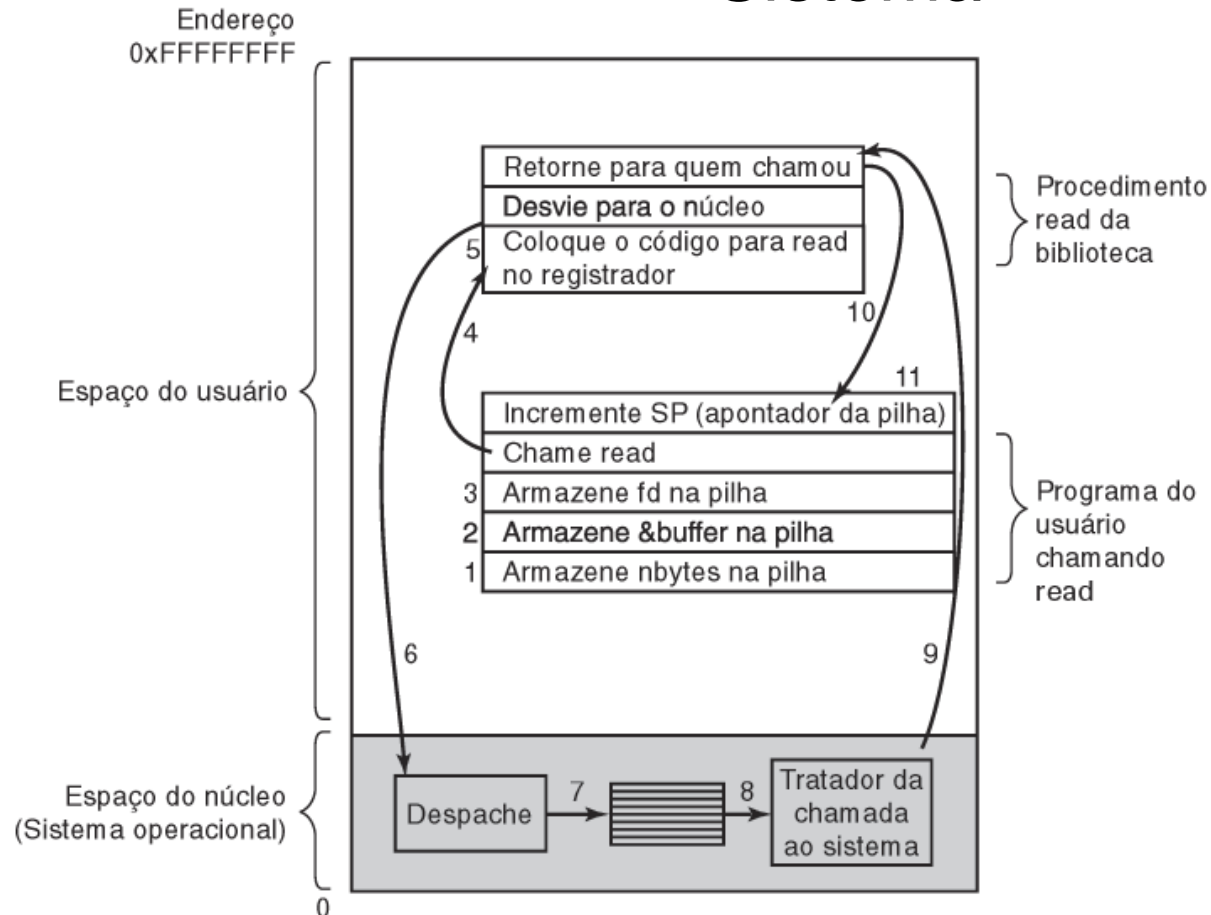 Sistema
Endereço
0xFFFFFFFF
Retorne para quem chamou
Desvie para o núcleo
5
Coloque o código para read
no registrador
Procedimento
read da
biblioteca
4
10
Espaço do usuário
11
Incremente SP (apontador da pilha)
Chame read
3 Armazene fd na pilha
2 Armazene &buffer na pilha
1 Armazene nbytes na pilha
Programa do
usuário
chamando
read
6
9
Espaço do núcleo
(Sistema operacional)
Despache
7
8
Tratador da
chamada
ao sistema
0